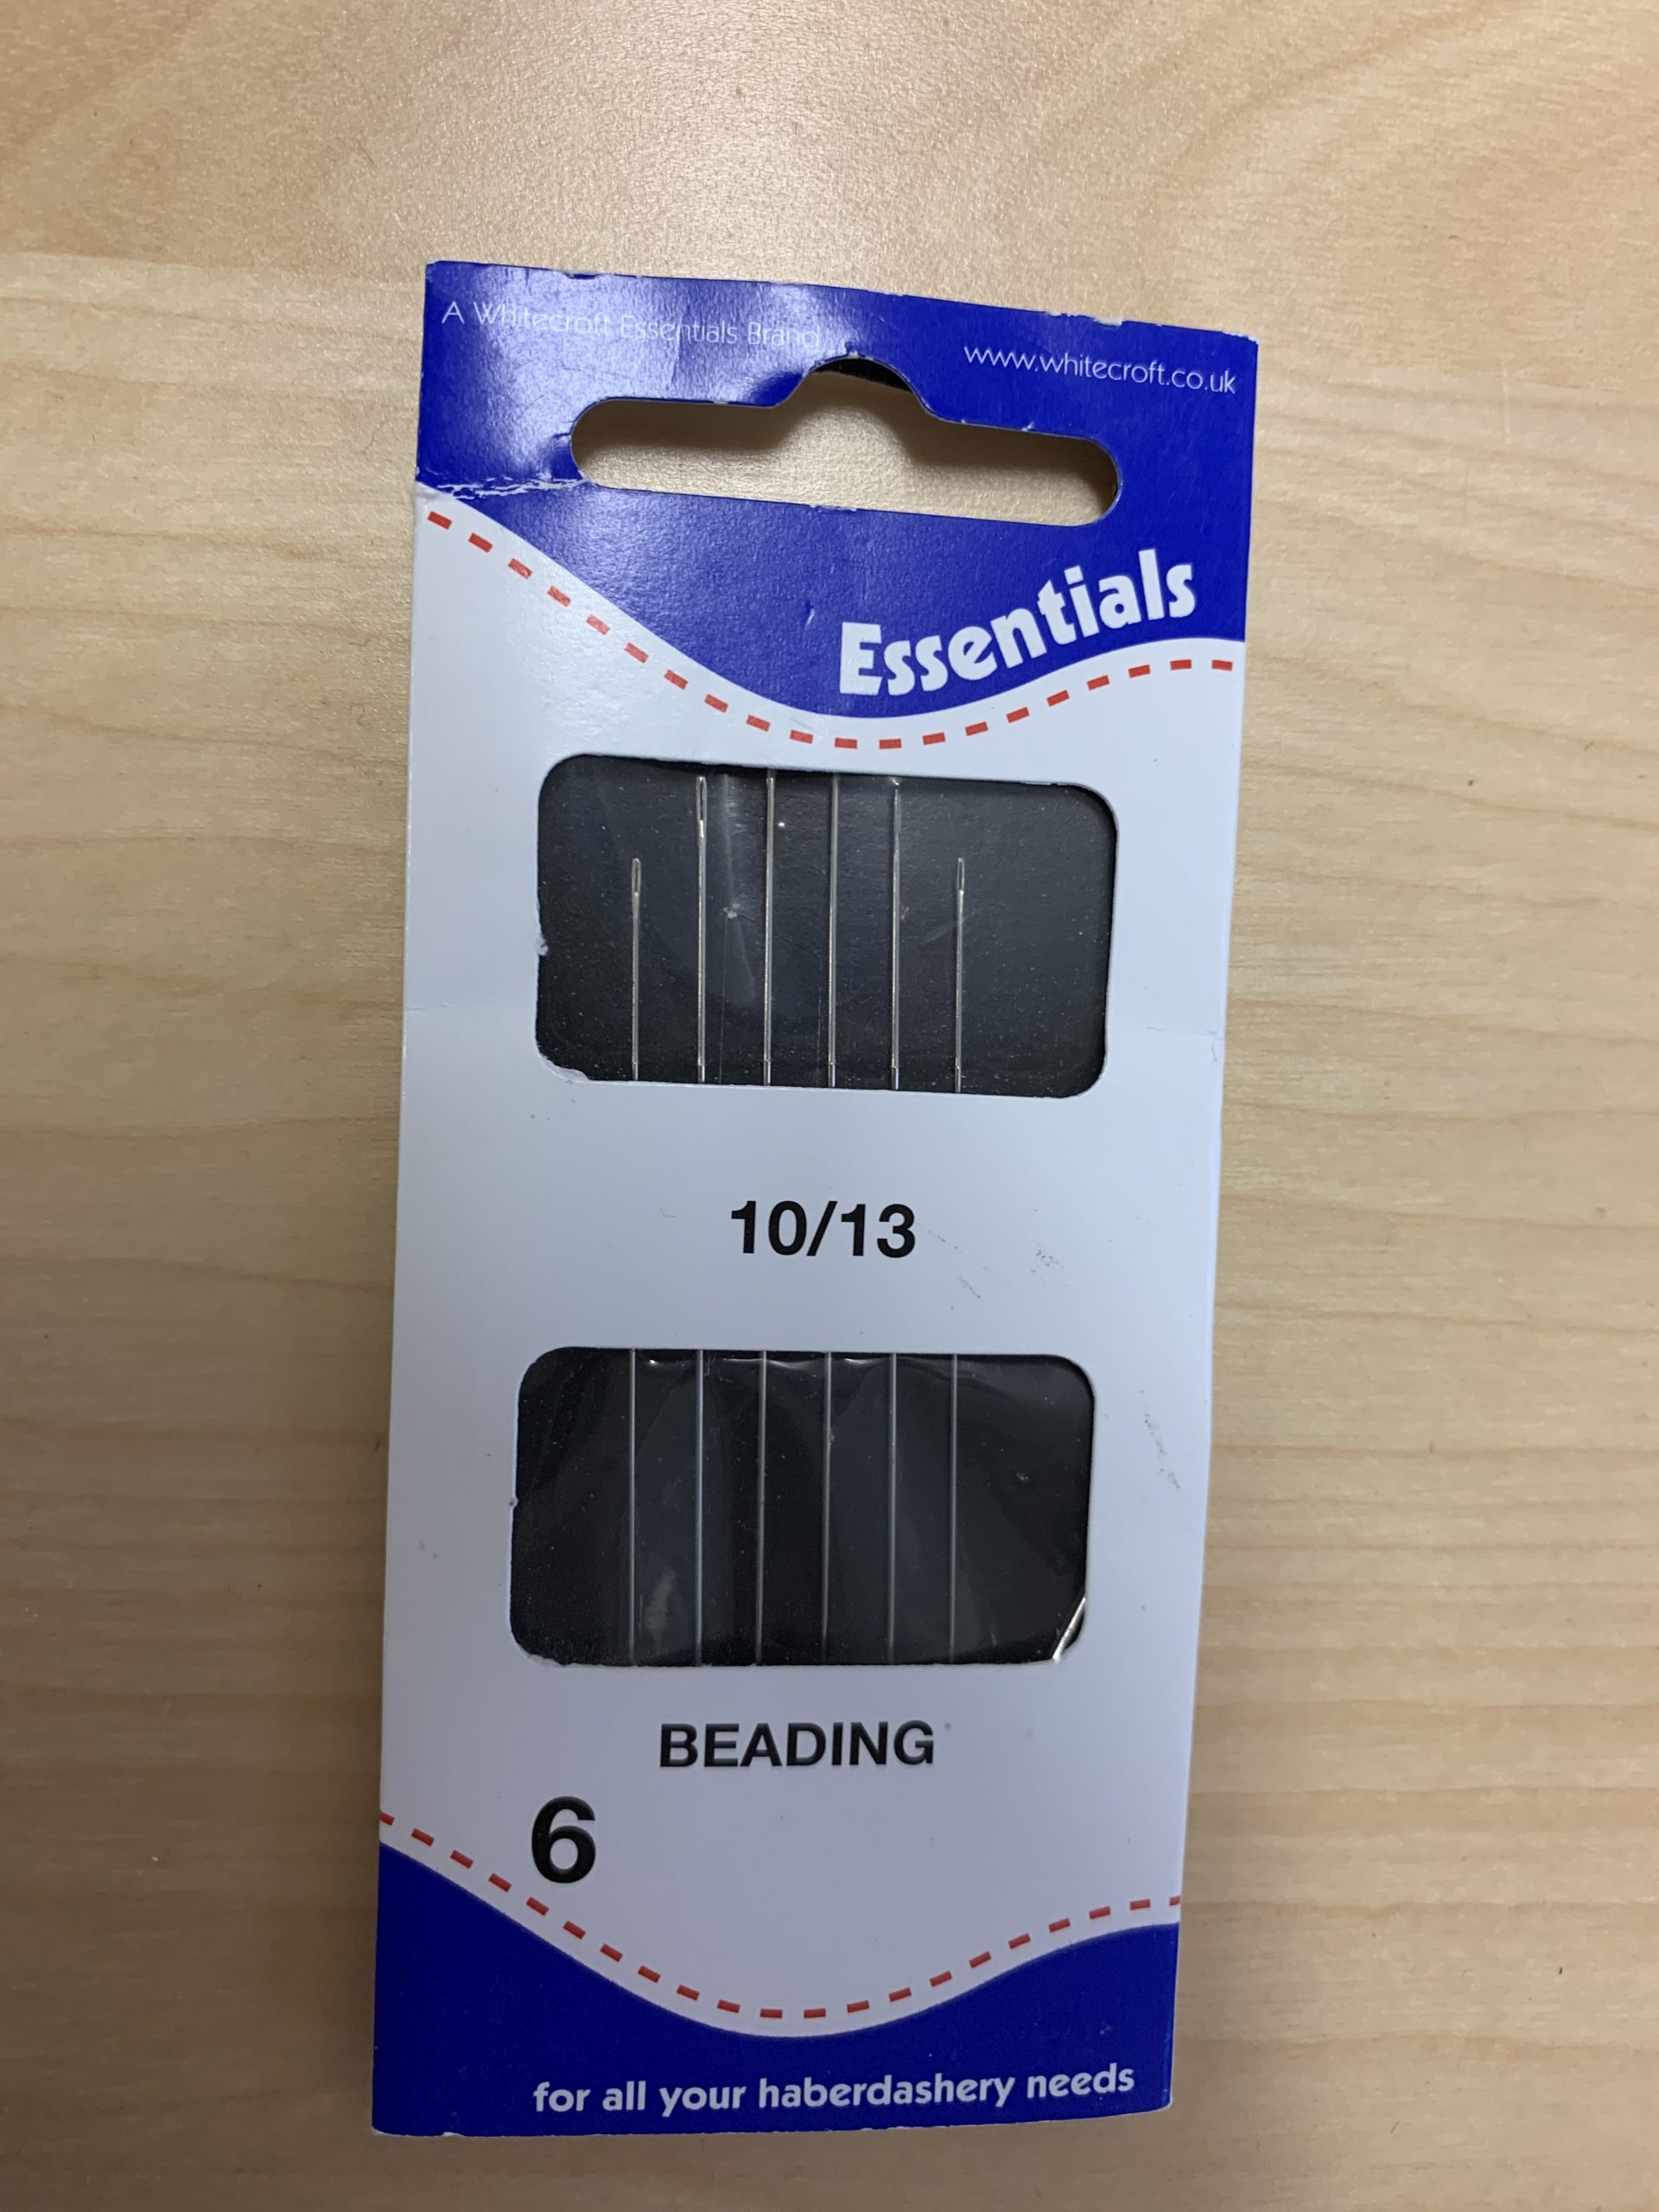 A Whitecroft Essentials Brand
www.whitecroft.co.uk
Essentials
10/13
BEADING
6
for all your haberdashery needs